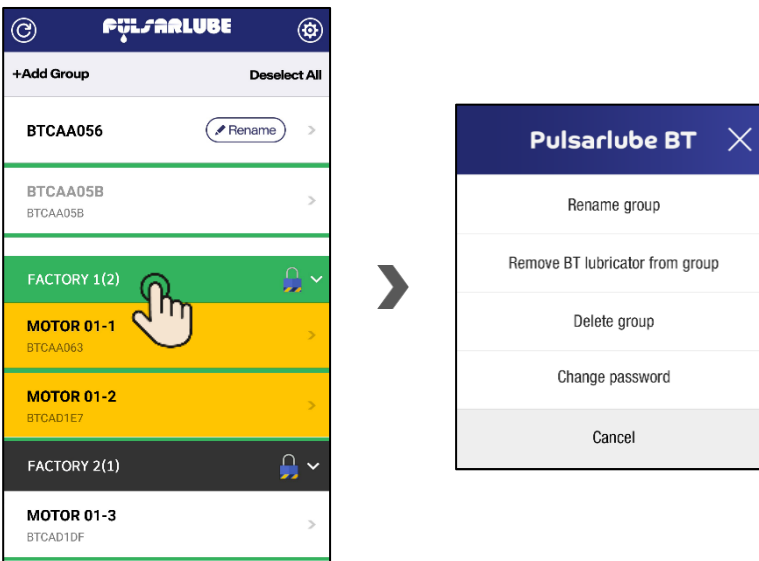 PULSARLUBE
+Add Group Deselect All
BTCAA056 Rename
BTCAA05B
BTCAA05B
FACTORY 1(2)
MOTOR 01-1
BTCAA063
MOTOR 01-2
BTCAD1E7
FACTORY 2(1)
MOTOR 01-3
BTCAD1DF
Pulsarlube BT
Rename group
Remove BT lubricator from group
Delete group
Change password
Cancel